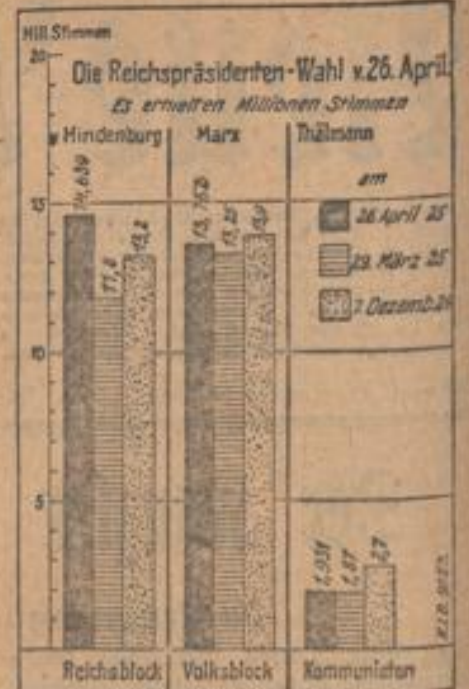 Mill. Stimmen
20
Die Reichspräsidenten-Wahl v. 26. April.
Es erhielten Millionen Stimmen
Hindenburg Marx Thälmann
am
26 April 25
29. März 25
7. Dezemb. 24
15
10
5
14,639
11,8
13,2
13,752
13,25
1,931
1,87
2,7
Reichsblock Volksblock Kommunisten